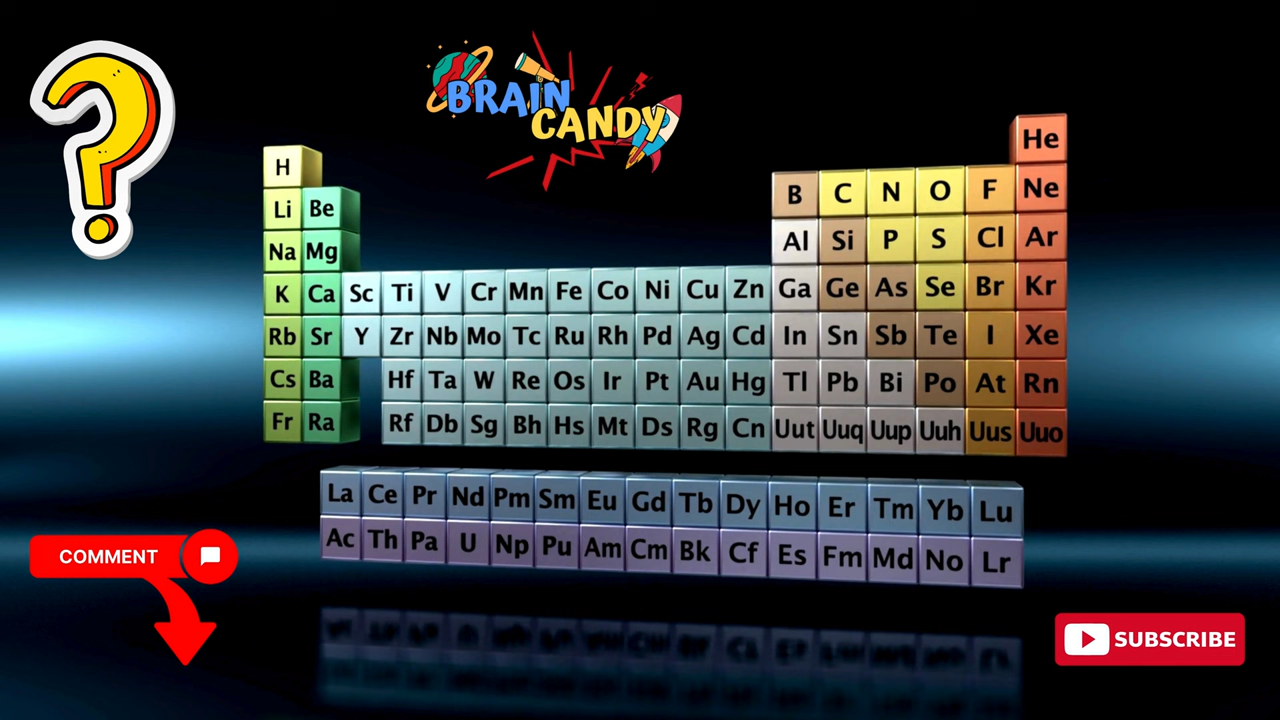 BRAIN
CANDY
H He
Li Be B C N O F Ne
Na Mg Al Si P S Cl Ar
K Ca Sc Ti V Cr Mn Fe Co Ni Cu Zn Ga Ge As Se Br Kr
Rb Sr Y Zr Nb Mo Tc Ru Rh Pd Ag Cd In Sn Sb Te I Xe
Cs Ba Hf Ta W Re Os Ir Pt Au Hg Tl Pb Bi Po At Rn
Fr Ra Rf Db Sg Bh Hs Mt Ds Rg Cn Uut Uuq Uup Uuh Uus Uuo
La Ce Pr Nd Pm Sm Eu Gd Tb Dy Ho Er Tm Yb Lu
Ac Th Pa U Np Pu Am Cm Bk Cf Es Fm Md No Lr
COMMENT
SUBSCRIBE